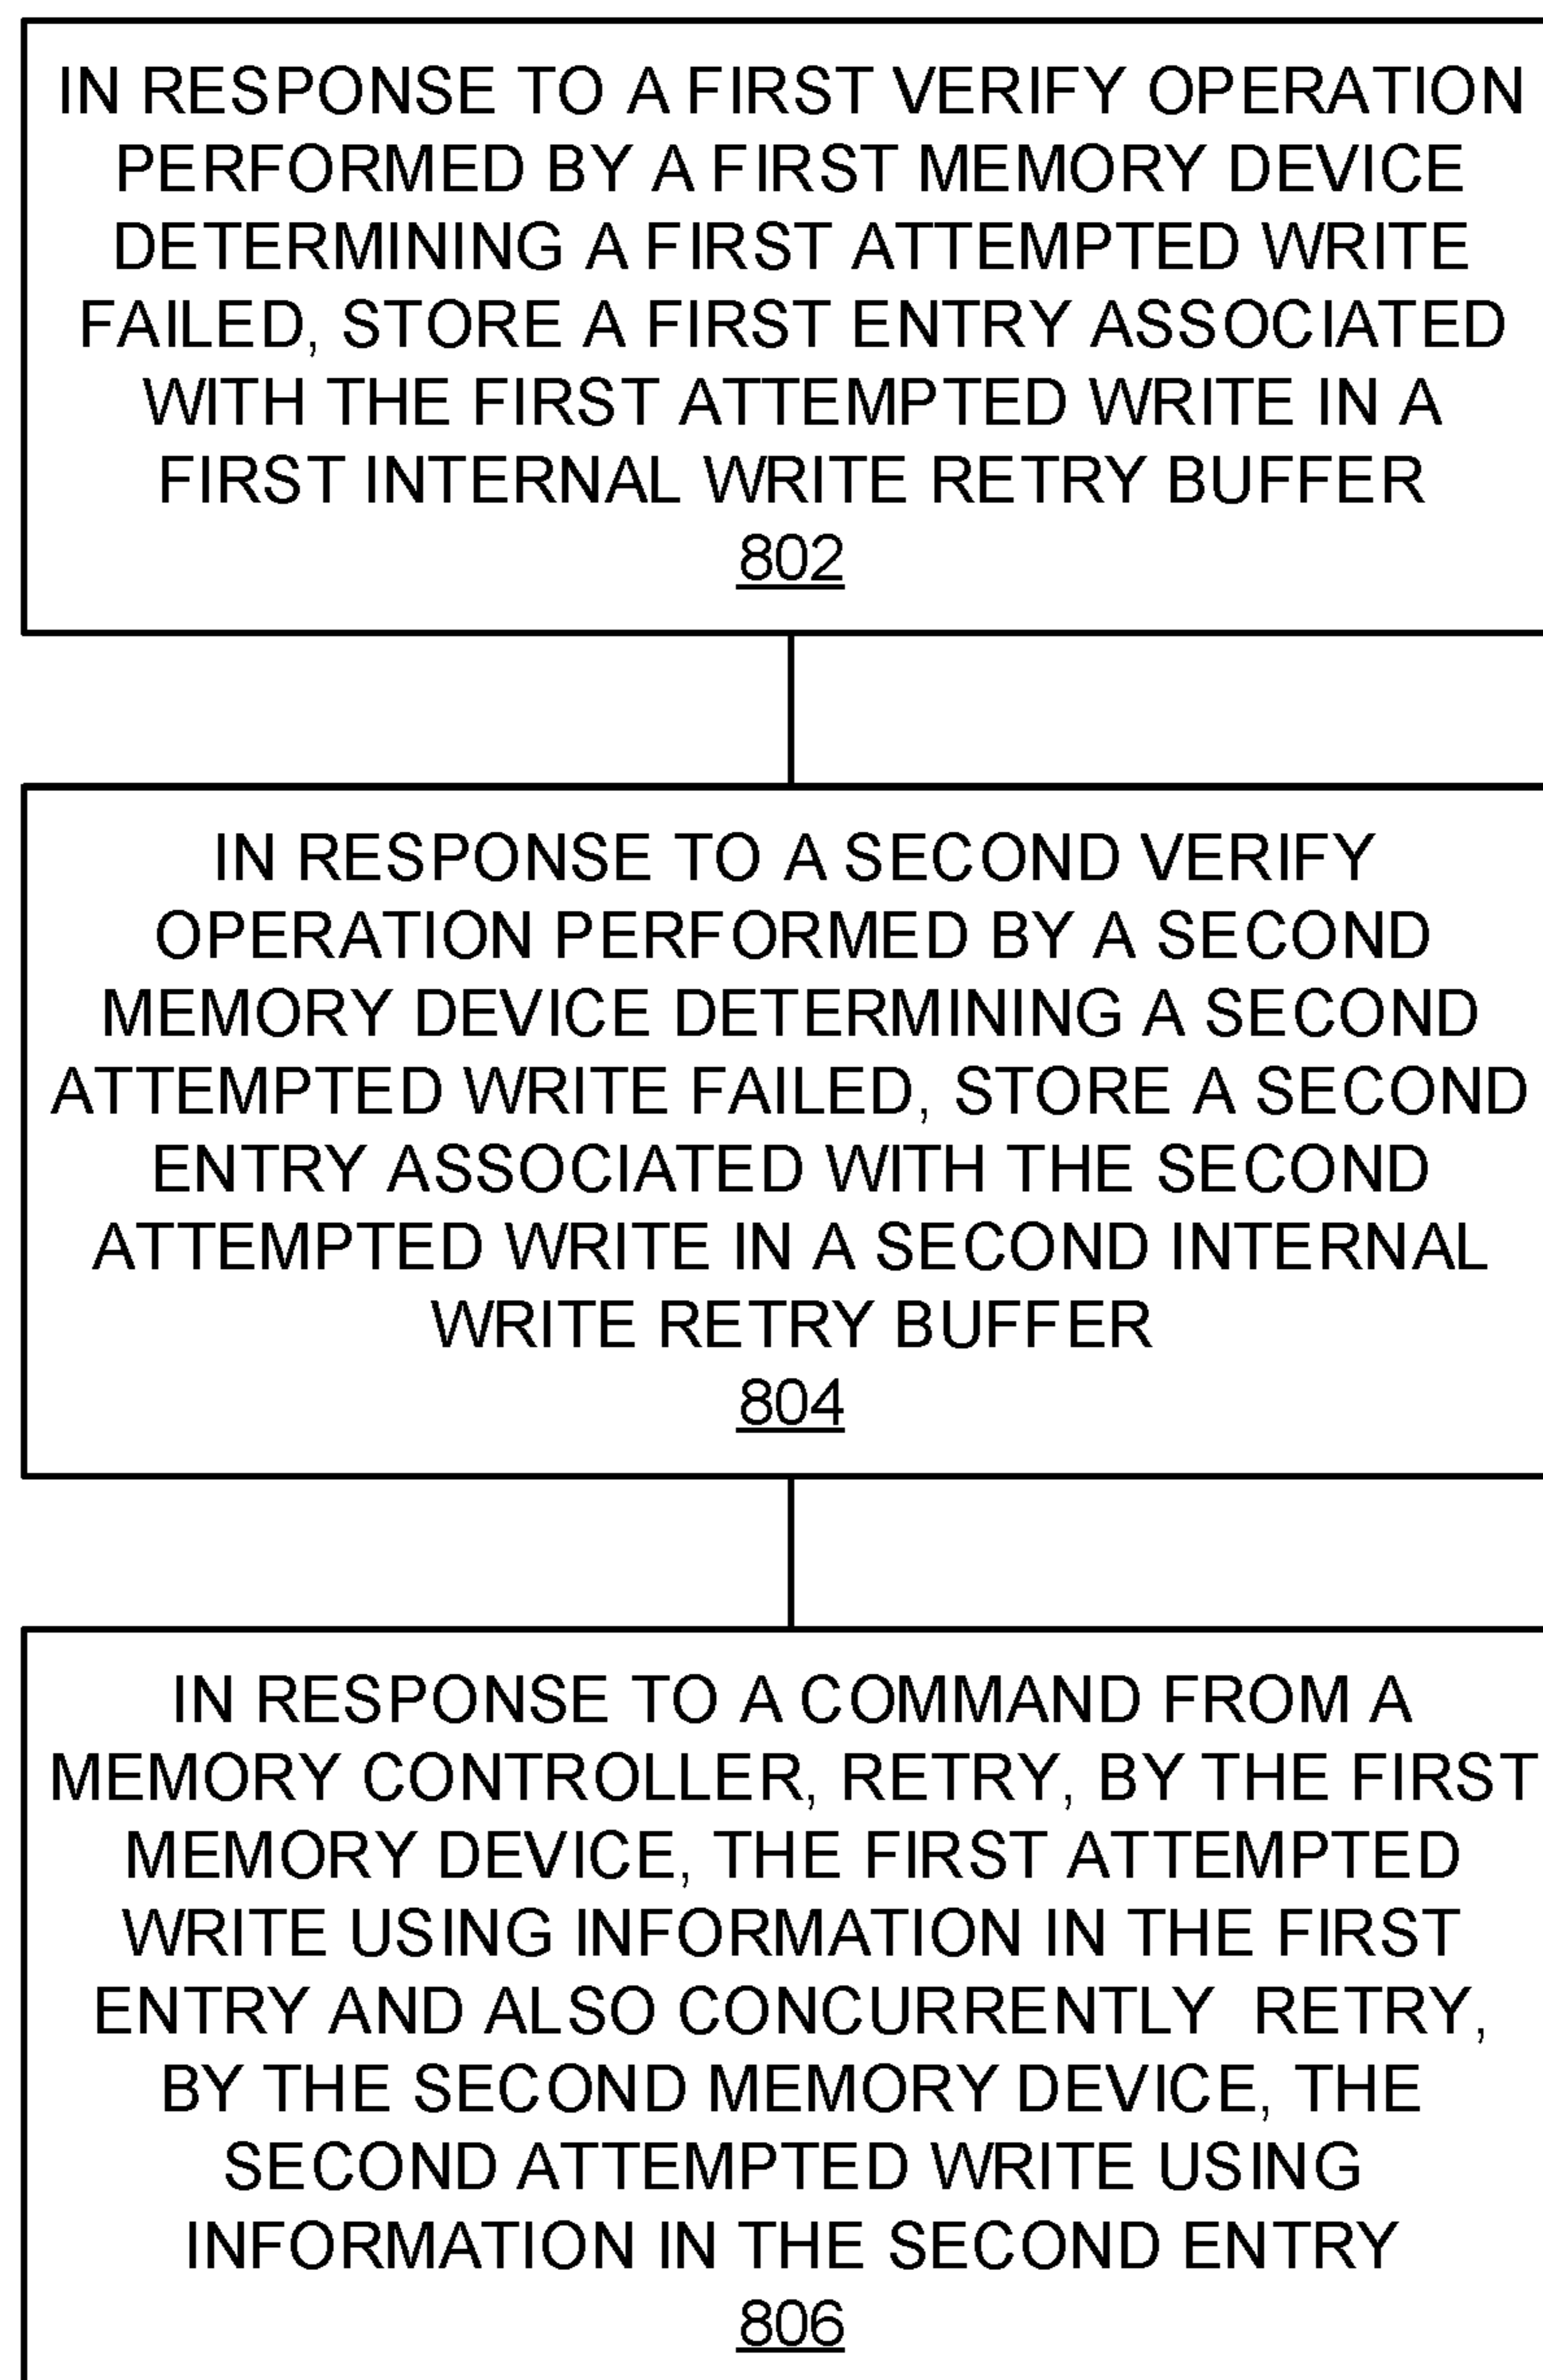 IN RESPONSE TO A FIRST VERIFY OPERATION
PERFORMED BY A FIRST MEMORY DEVICE
DETERMINING A FIRST ATTEMPTED WRITE
FAILED, STORE A FIRST ENTRY ASSOCIATED
WITH THE FIRST ATTEMPTED WRITE IN A
FIRST INTERNAL WRITE RETRY BUFFER
802
IN RESPONSE TO A SECOND VERIFY
OPERATION PERFORMED BY A SECOND
MEMORY DEVICE DETERMINING A SECOND
ATTEMPTED WRITE FAILED, STORE A SECOND
ENTRY ASSOCIATED WITH THE SECOND
ATTEMPTED WRITE IN A SECOND INTERNAL
WRITE RETRY BUFFER
804
IN RESPONSE TO A COMMAND FROM A
MEMORY CONTROLLER, RETRY, BY THE FIRST
MEMORY DEVICE, THE FIRST ATTEMPTED
WRITE USING INFORMATION IN THE FIRST
ENTRY AND ALSO CONCURRENTLY RETRY,
BY THE SECOND MEMORY DEVICE, THE
SECOND ATTEMPTED WRITE USING
INFORMATION IN THE SECOND ENTRY
806